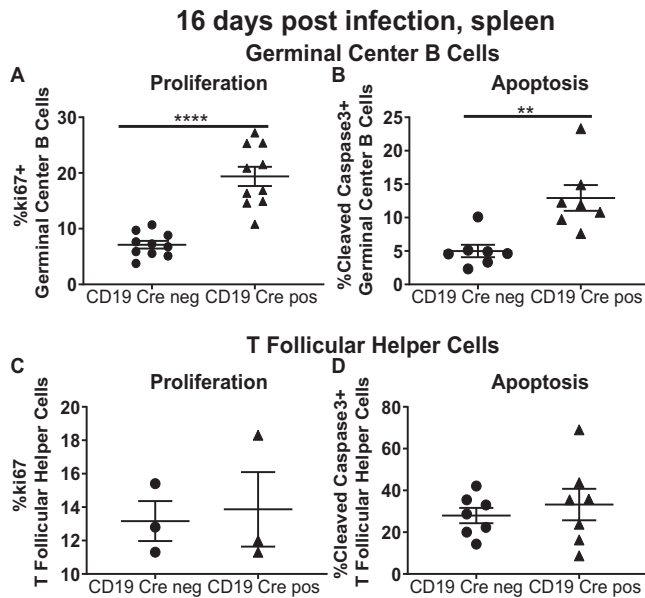 16 days post infection, spleen
Germinal Center B Cells
A
Proliferation
%ki67+
Germinal Center B Cells
30
20
10
0
****
CD19 Cre neg CD19 Cre pos
B
Apoptosis
%Cleaved Caspase3+
Germinal Center B Cells
25
20
15
10
5
0
**
CD19 Cre neg CD19 Cre pos
T Follicular Helper Cells
C
Proliferation
%ki67
T Follicular Helper Cells
20
18
16
14
12
10
CD19 Cre neg CD19 Cre pos
D
Apoptosis
%Cleaved Caspase3+
T Follicular Helper Cells
80
60
40
20
0
CD19 Cre neg CD19 Cre pos